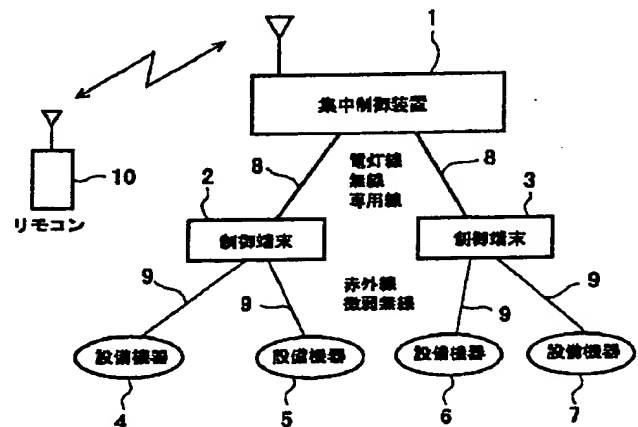 1
集中制御装置
10
リモコン
8
電灯線
無線
専用線
8
2
制御端末
3
制御端末
9
9
赤外線
微弱無線
9
9
設備機器
設備機器
設備機器
設備機器
4
5
6
7